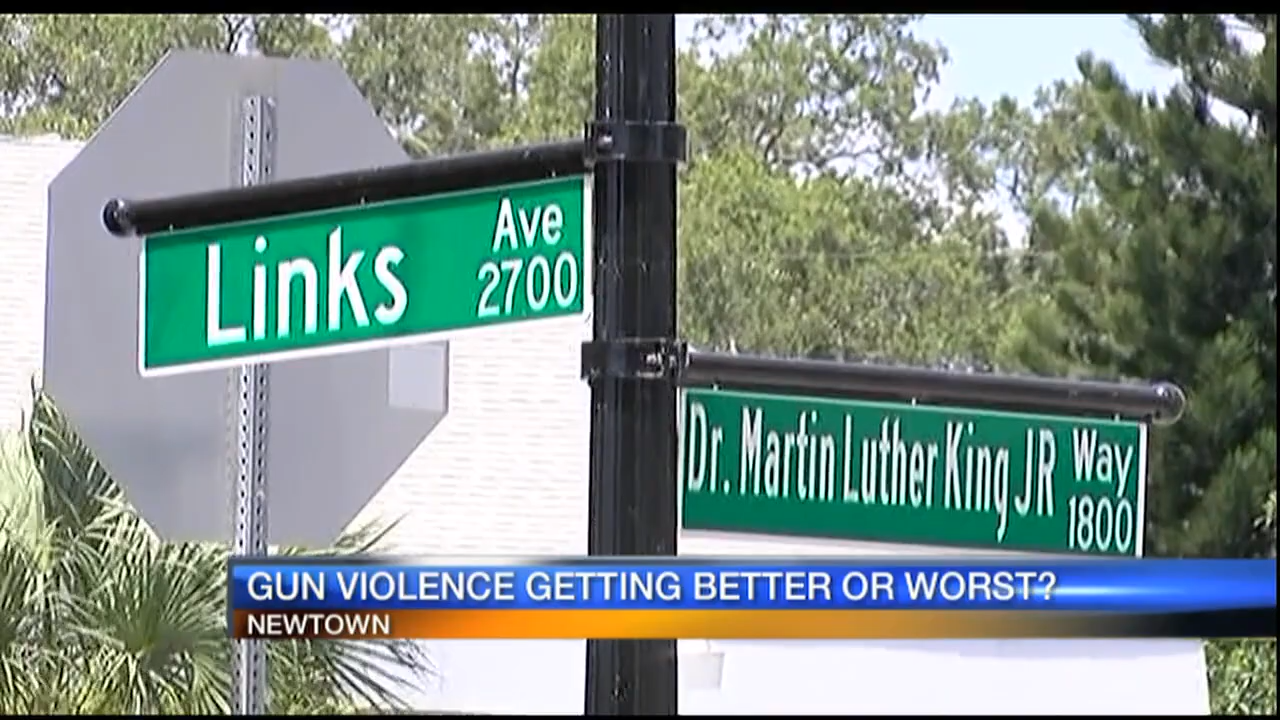 Links Ave
2700
Dr. Martin Luther King JR Way
1800
GUN VIOLENCE GETTING BETTER OR WORST?
NEWTOWN